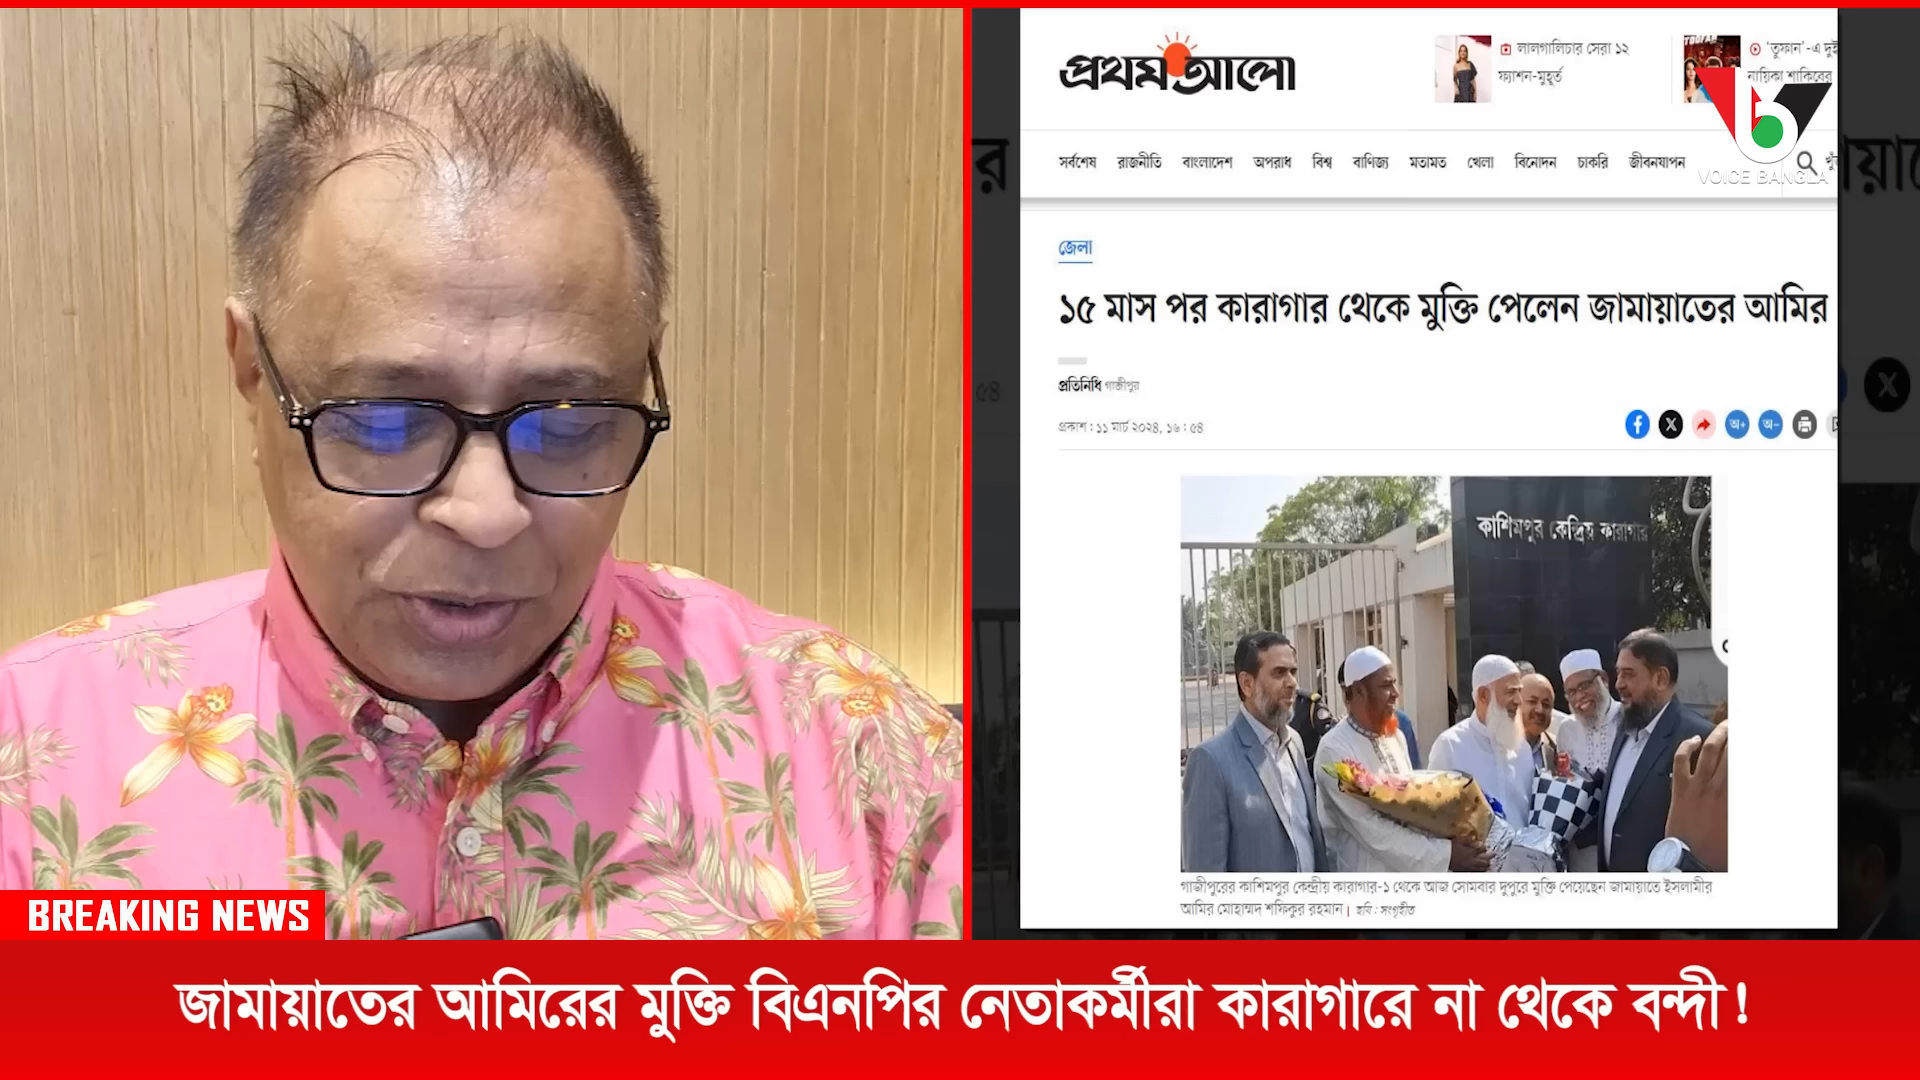 প্রথম আলো
লালগালিচার সেরা ১২
ফ্যাশন-মুহূর্ত
'তুফান'-এ দুই
নায়িকা শাকিবের
VOICE BANGLA
সর্বশেষ রাজনীতি বাংলাদেশ অপরাধ বিশ্ব বাণিজ্য মতামত খেলা বিনোদন চাকরি জীবনযাপন
জেলা
১৫ মাস পর কারাগার থেকে মুক্তি পেলেন জামায়াতের আমির
প্রতিনিধি গাজীপুর
প্রকাশ : ১১ মার্চ ২০২৪, ১৬ : ৫৪
অ+ অ-
কাশিমপুর কেন্দ্রিয় কারাগার
গাজীপুরের কাশিমপুর কেন্দ্রীয় কারাগার-১ থেকে আজ সোমবার দুপুরে মুক্তি পেয়েছেন জামায়াতে ইসলামীর
আমির মোহাম্মদ শফিকুর রহমান। ছবি : সংগৃহীত
BREAKING NEWS
জামায়াতের আমিরের মুক্তি বিএনপির নেতাকর্মীরা কারাগারে না থেকে বন্দী!